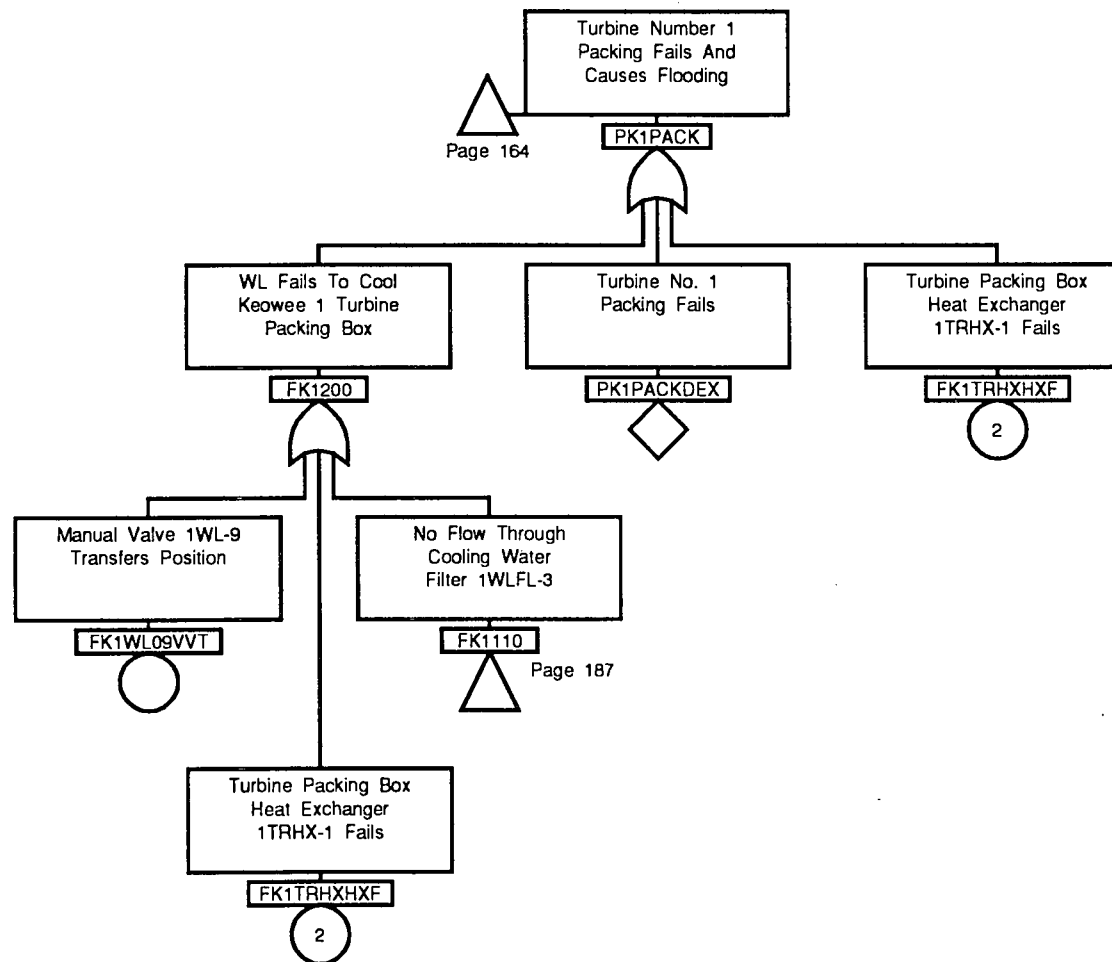 Turbine Number 1
Packing Fails And
Causes Flooding
PK1PACK
Page 164
WL Fails To Cool
Keowee 1 Turbine
Packing Box
FK1200
Turbine No. 1
Packing Fails
PK1PACKDEX
Turbine Packing Box
Heat Exchanger
1TRHX-1 Fails
FK1TRHXHXF
2
Manual Valve 1WL-9
Transfers Position
FK1WL09VVT
No Flow Through
Cooling Water
Filter 1WLFL-3
FK1110
Page 187
Turbine Packing Box
Heat Exchanger
1TRHX-1 Fails
FK1TRHXHXF
2